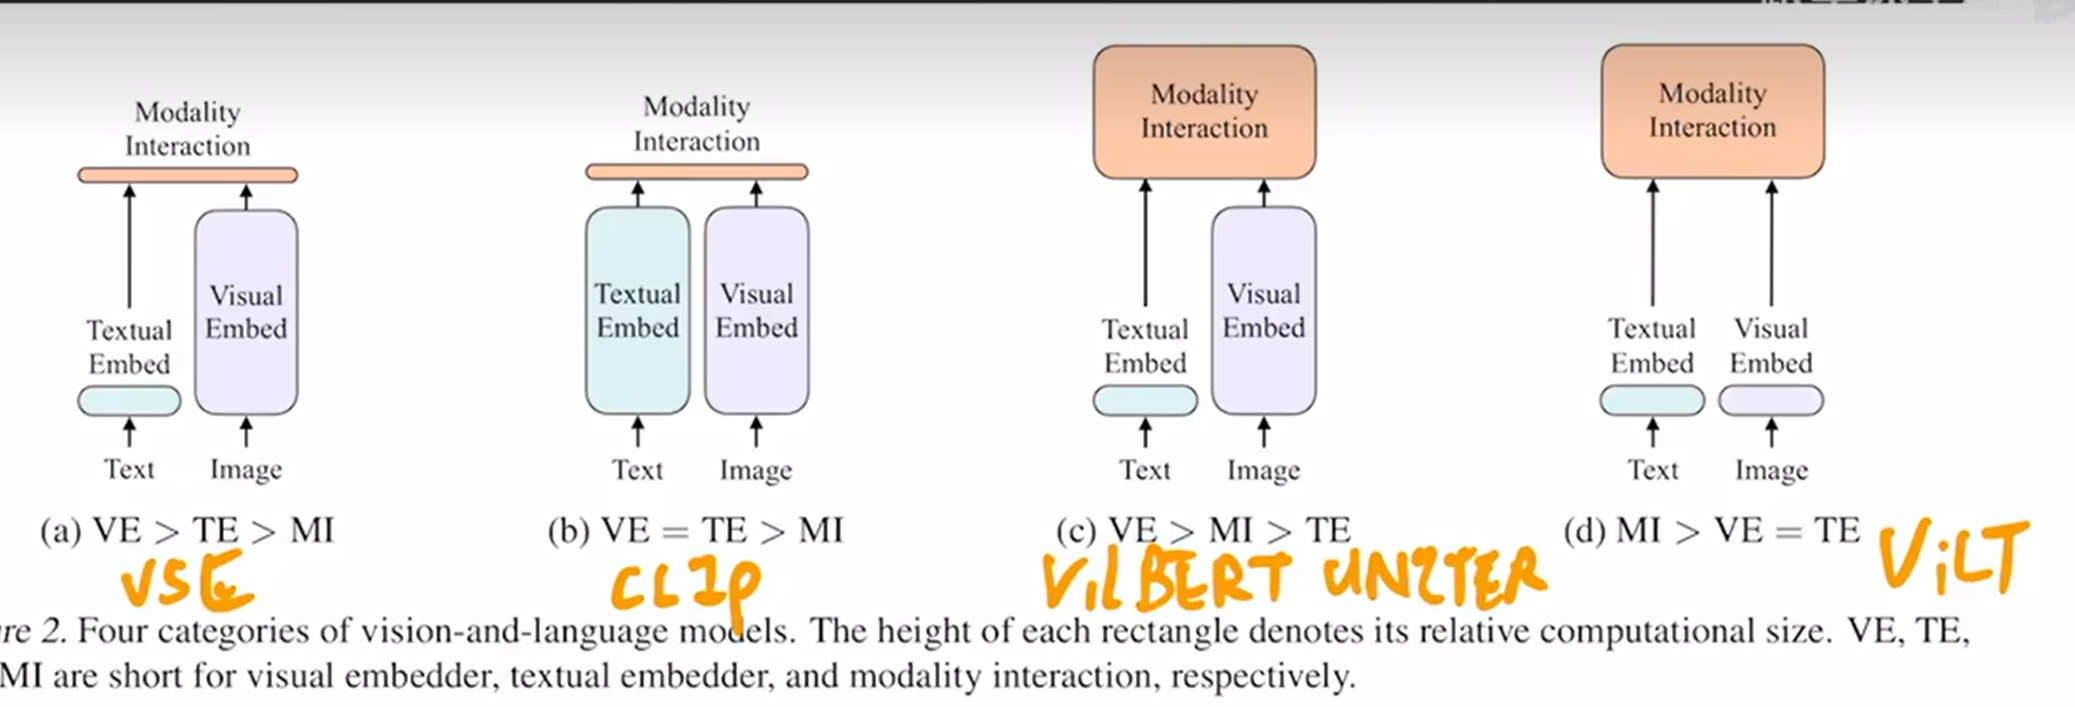 Modality
Interaction
Textual
Embed
Visual
Embed
Text
Image
(a) VE > TE > MI
VSE
Modality
Interaction
Textual
Embed
Visual
Embed
Text
Image
(b) VE = TE > MI
CLIP
Modality
Interaction
Textual
Embed
Visual
Embed
Text
Image
(c) VE > MI > TE
ViLBERT UNITER
Modality
Interaction
Textual
Embed
Visual
Embed
Text
Image
(d) MI > VE = TE
ViLT
re 2. Four categories of vision-and-language models. The height of each rectangle denotes its relative computational size. VE, TE,
MI are short for visual embedder, textual embedder, and modality interaction, respectively.